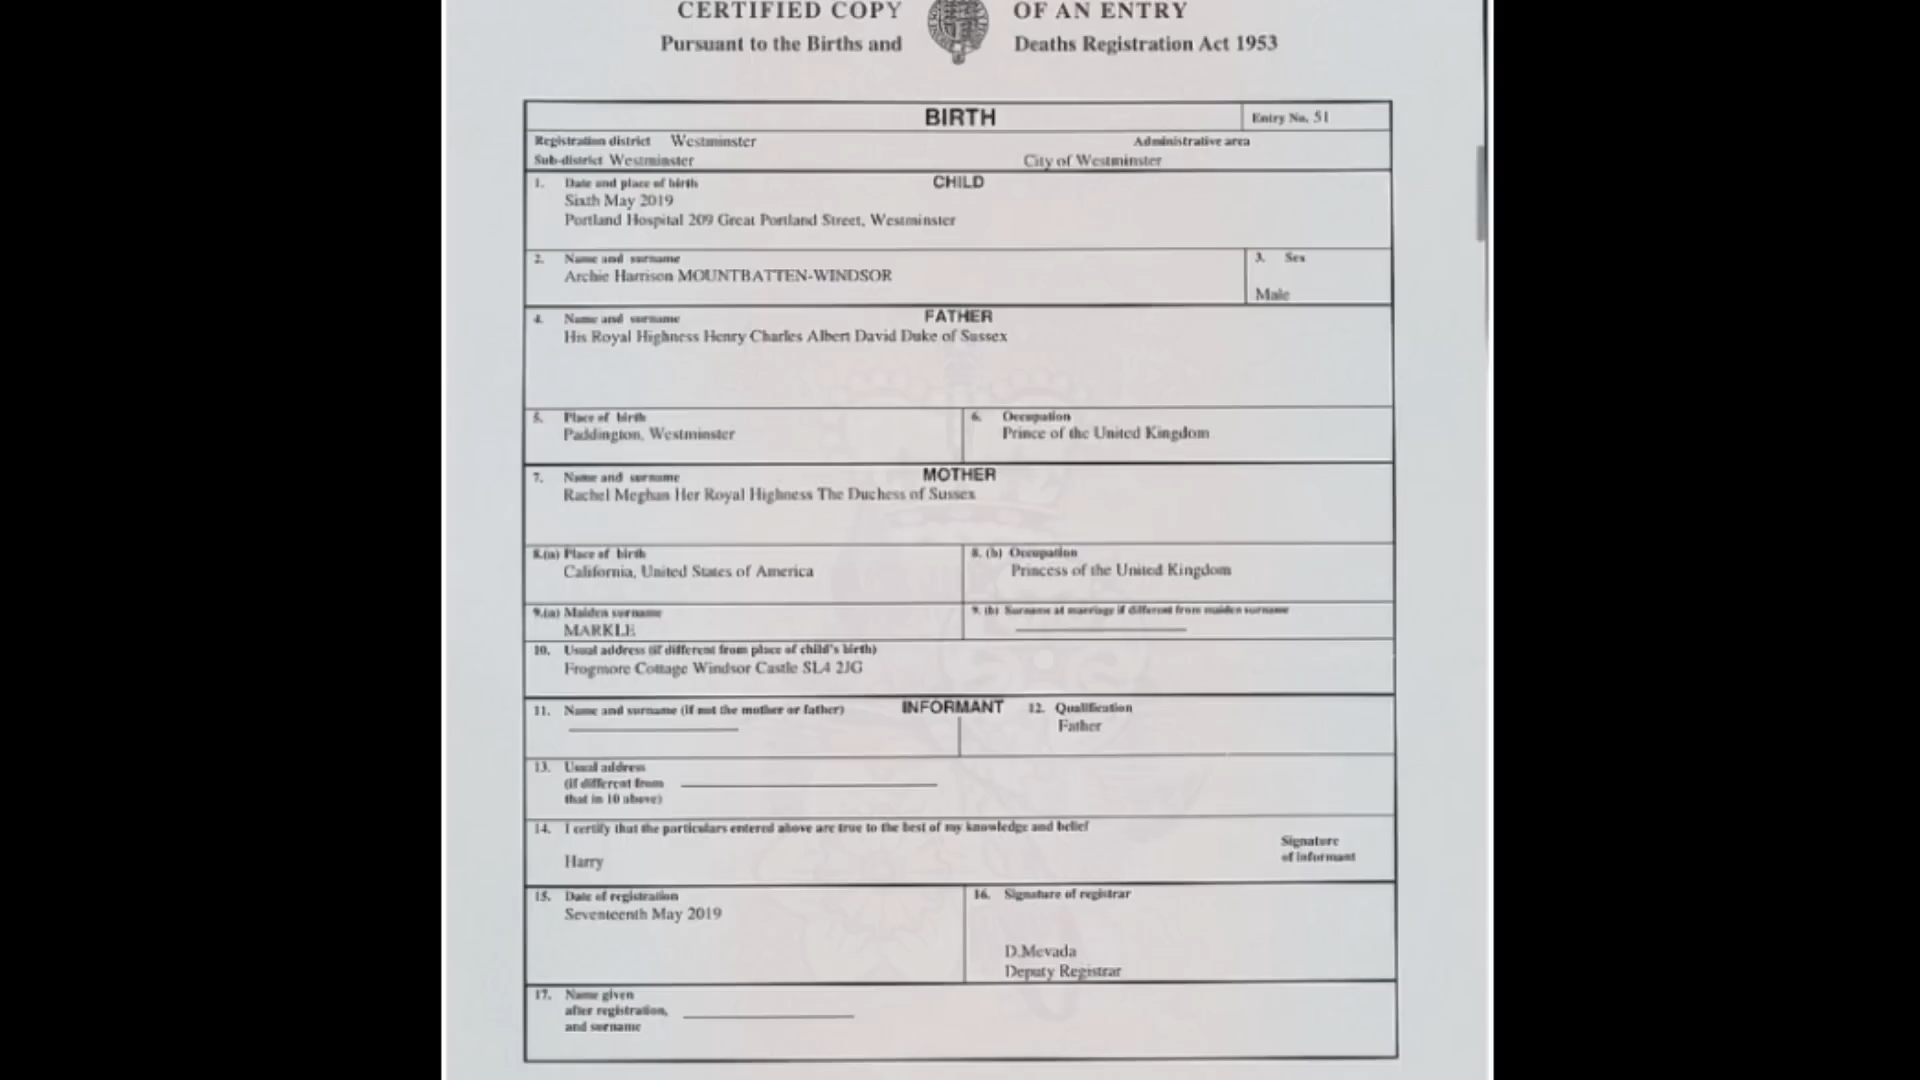 CERTIFIED COPY OF AN ENTRY
Pursuant to the Births and Deaths Registration Act 1953
BIRTH
Entry No. 51
Registration district Westminster
Administrative area
Sub-district Westminster
City of Westminster
CHILD
1. Date and place of birth
Sixth May 2019
Portland Hospital 209 Great Portland Street, Westminster
2. Name and surname
Archie Harrison MOUNTBATTEN-WINDSOR
3. Sex
Male
FATHER
4. Name and surname
His Royal Highness Henry Charles Albert David Duke of Sussex
5. Place of birth
Paddington, Westminster
6. Occupation
Prince of the United Kingdom
MOTHER
7. Name and surname
Rachel Meghan Her Royal Highness The Duchess of Sussex
8.(a) Place of birth
California, United States of America
8. (b) Occupation
Princess of the United Kingdom
9.(a) Maiden surname
MARKLE
9. (b) Surname at marriage if different from maiden surname
10. Usual address (if different from place of child's birth)
Frogmore Cottage Windsor Castle SL4 2JG
INFORMANT
11. Name and surname (if not the mother or father)
12. Qualification
Father
13. Usual address
(if different from
that in 10 above)
14. I certify that the particulars entered above are true to the best of my knowledge and belief
Harry
Signature
of informant
15. Date of registration
Seventeenth May 2019
16. Signature of registrar
D.Mevada
Deputy Registrar
17. Name given
after registration,
and surname